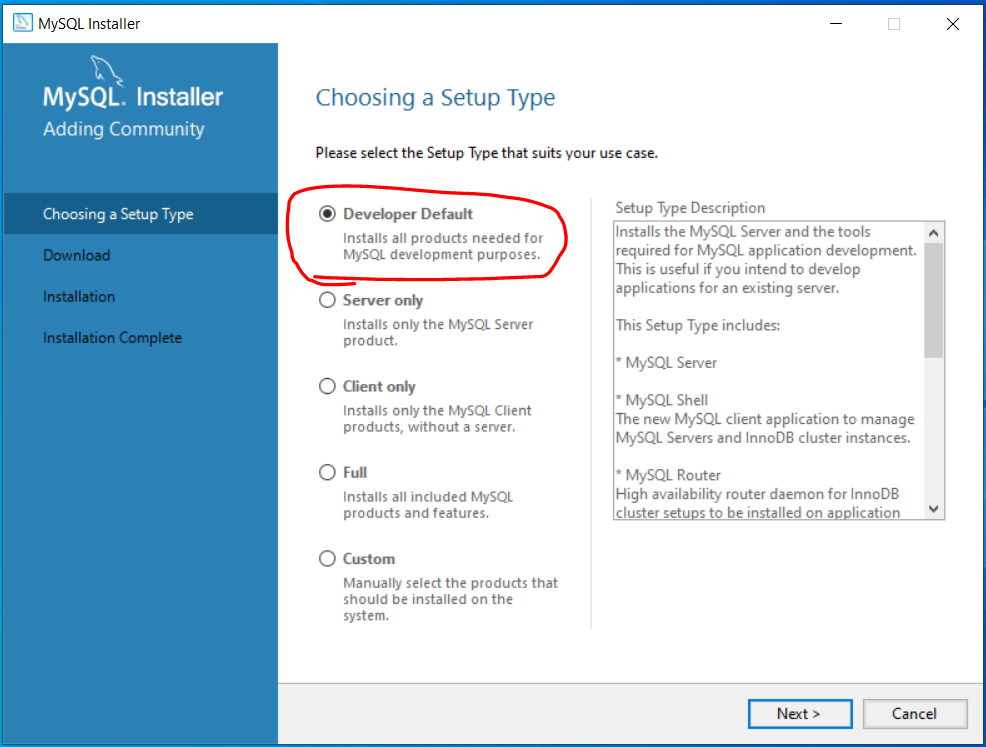 MySQL Installer
MySQL. Installer
Adding Community
Choosing a Setup Type
Download
Installation
Installation Complete
Choosing a Setup Type
Please select the Setup Type that suits your use case.
Developer Default
Installs all products needed for
MySQL development purposes.
Server only
Installs only the MySQL Server
product.
Client only
Installs only the MySQL Client
products, without a server.
Full
Installs all included MySQL
products and features.
Custom
Manually select the products that
should be installed on the
system.
Setup Type Description
Installs the MySQL Server and the tools
required for MySQL application development.
This is useful if you intend to develop
applications for an existing server.
This Setup Type includes:
* MySQL Server
* MySQL Shell
The new MySQL client application to manage
MySQL Servers and InnoDB cluster instances.
* MySQL Router
High availability router daemon for InnoDB
cluster setups to be installed on application
Next >
Cancel